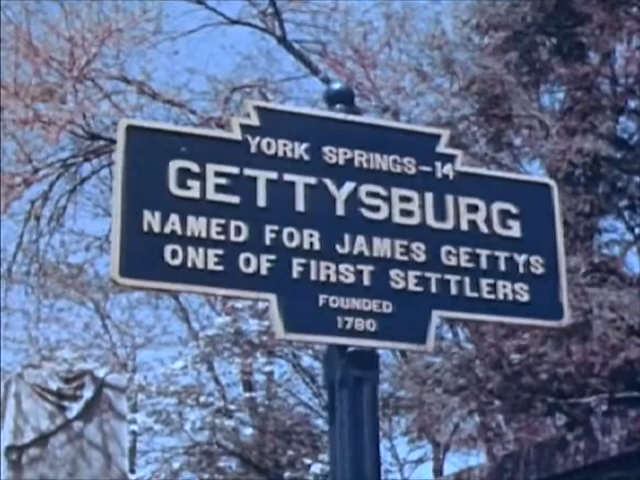 YORK SPRINGS-14
GETTYSBURG
NAMED FOR JAMES GETTYS
ONE OF FIRST SETTLERS
FOUNDED
1780